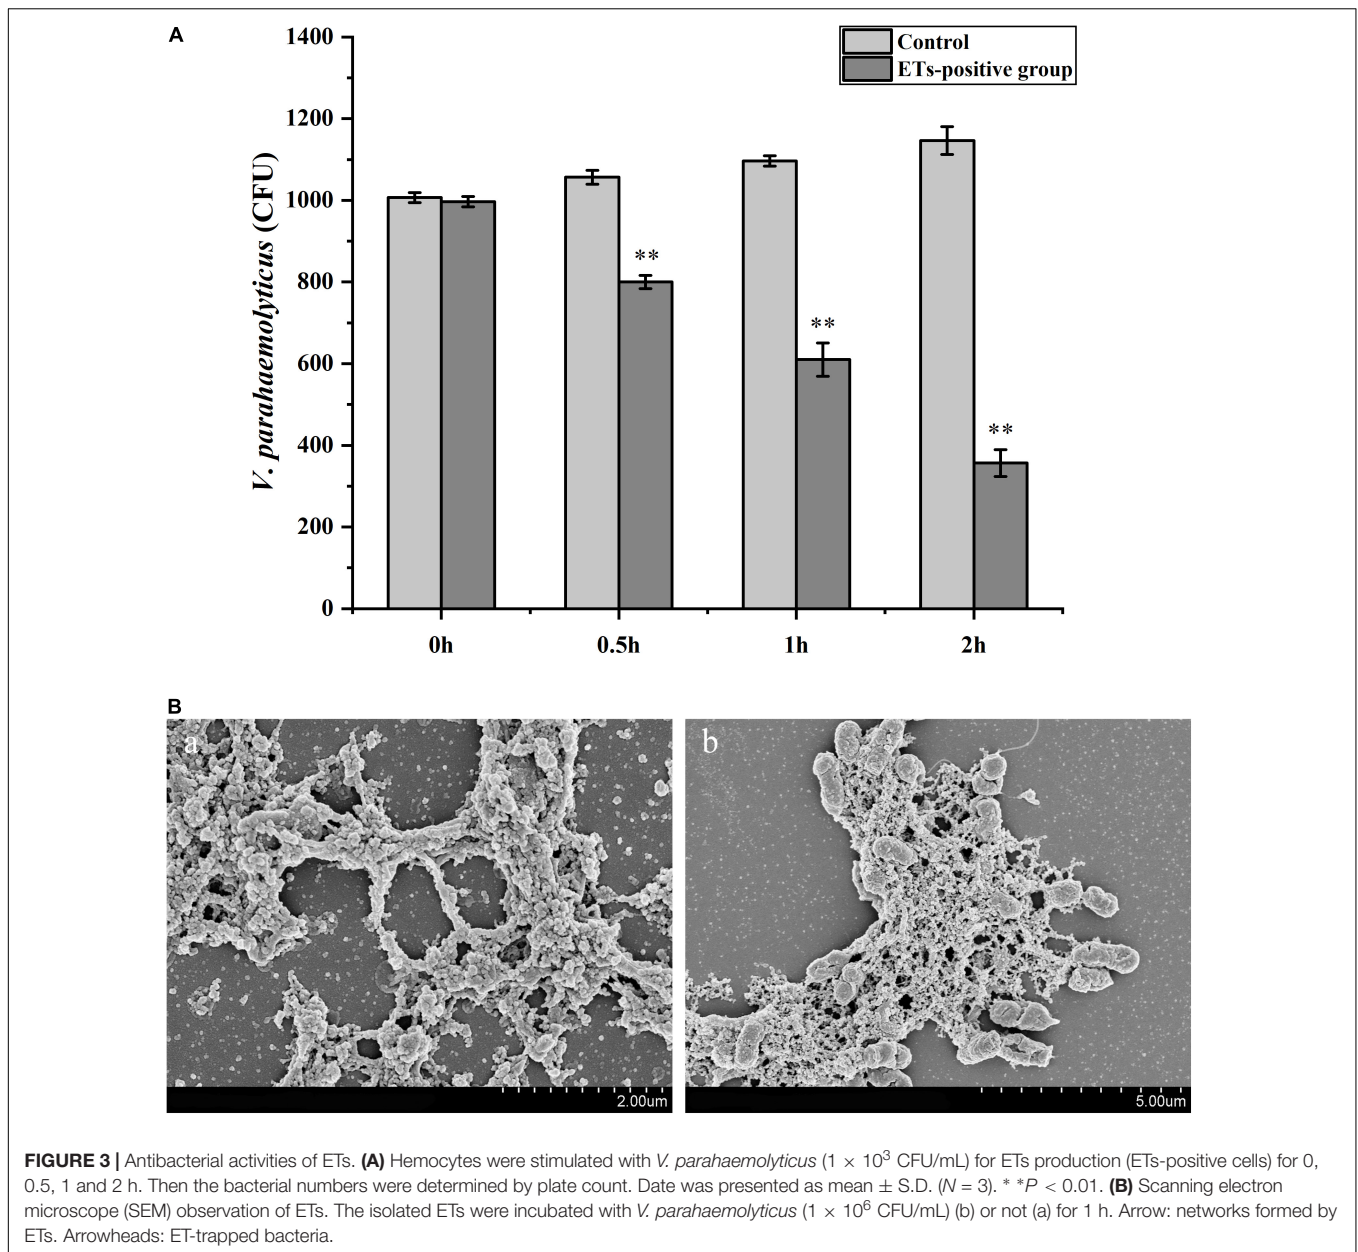 A
1400
1200
1000
800
600
400
200
0
V. parahaemolyticus (CFU)
Control
ETs-positive group
**
**
**
0h 0.5h 1h 2h
B
a b
2.00um 5.00um
FIGURE 3 | Antibacterial activities of ETs. (A) Hemocytes were stimulated with V. parahaemolyticus (1 × 10³ CFU/mL) for ETs production (ETs-positive cells) for 0,
0.5, 1 and 2 h. Then the bacterial numbers were determined by plate count. Date was presented as mean ± S.D. (N = 3). * *P < 0.01. (B) Scanning electron
microscope (SEM) observation of ETs. The isolated ETs were incubated with V. parahaemolyticus (1 × 10⁶ CFU/mL) (b) or not (a) for 1 h. Arrow: networks formed by
ETs. Arrowheads: ET-trapped bacteria.